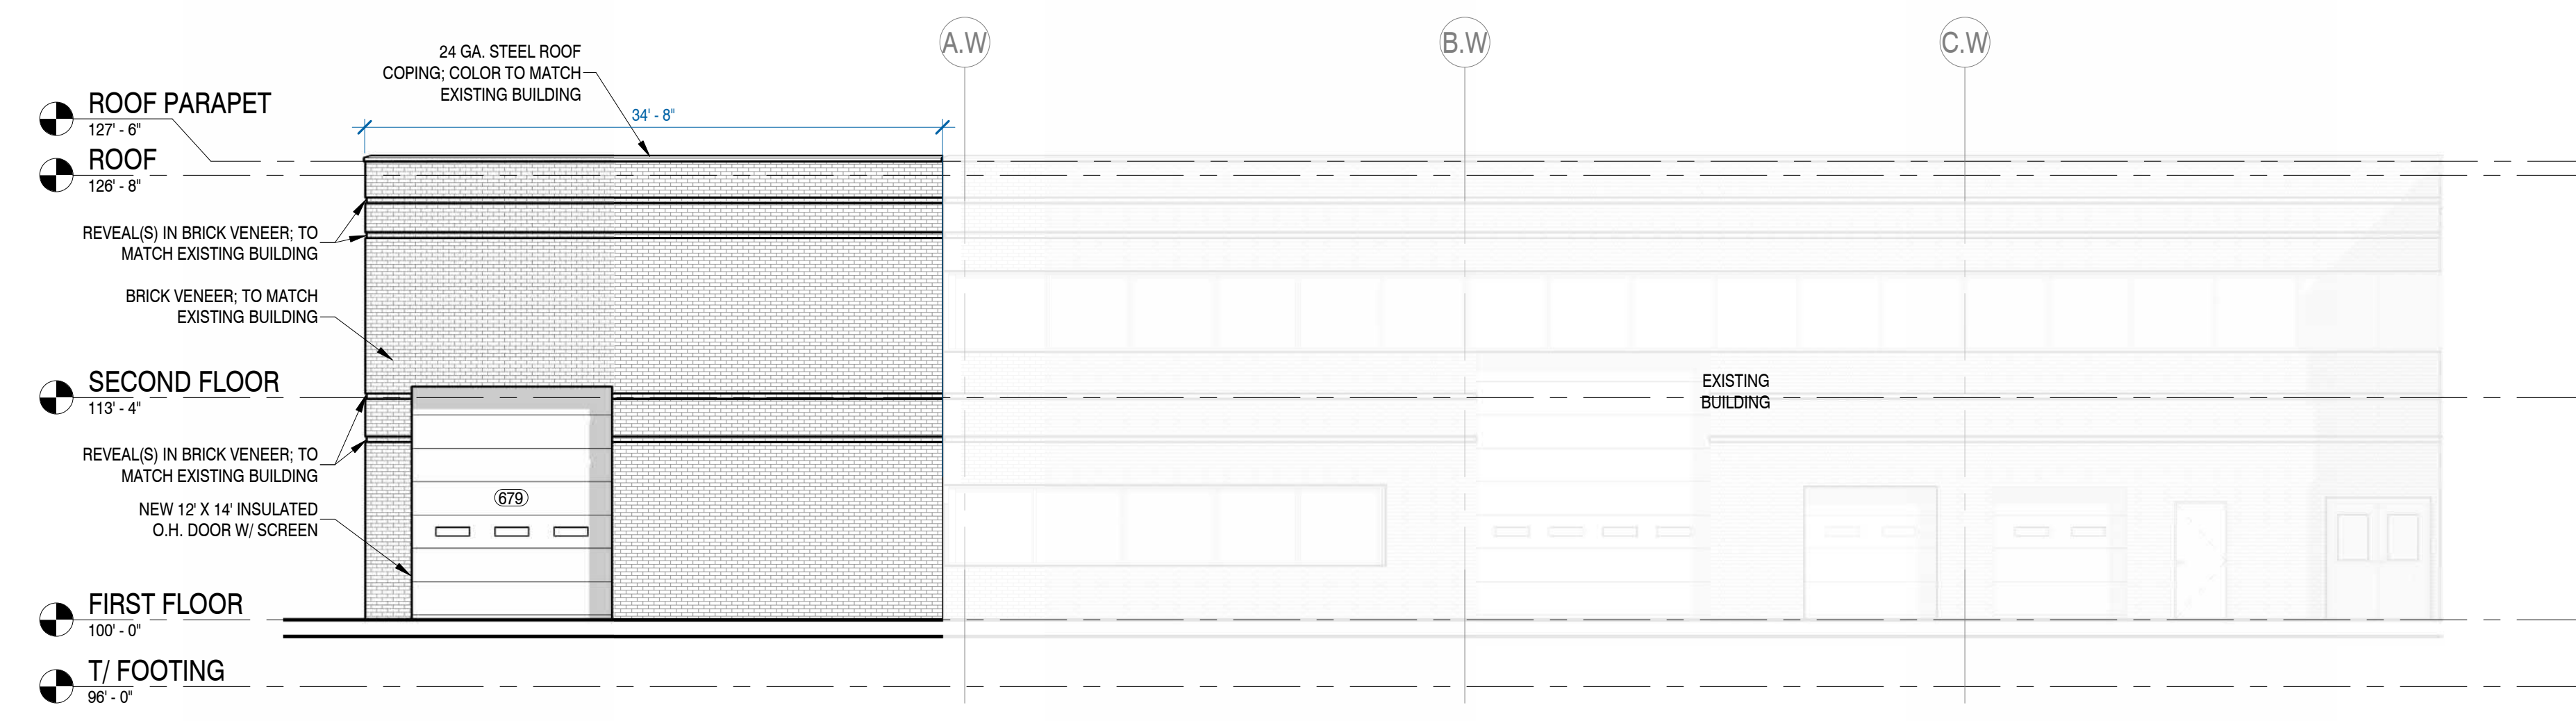 A.W
B.W
C.W
24 GA. STEEL ROOF
COPING; COLOR TO MATCH
EXISTING BUILDING
34' - 8"
ROOF PARAPET
127' - 6"
ROOF
126' - 8"
REVEAL(S) IN BRICK VENEER; TO
MATCH EXISTING BUILDING
BRICK VENEER; TO MATCH
EXISTING BUILDING
SECOND FLOOR
113' - 4"
EXISTING
BUILDING
REVEAL(S) IN BRICK VENEER; TO
MATCH EXISTING BUILDING
679
NEW 12' X 14' INSULATED
O.H. DOOR W/ SCREEN
FIRST FLOOR
100' - 0"
T/ FOOTING
96' - 0"